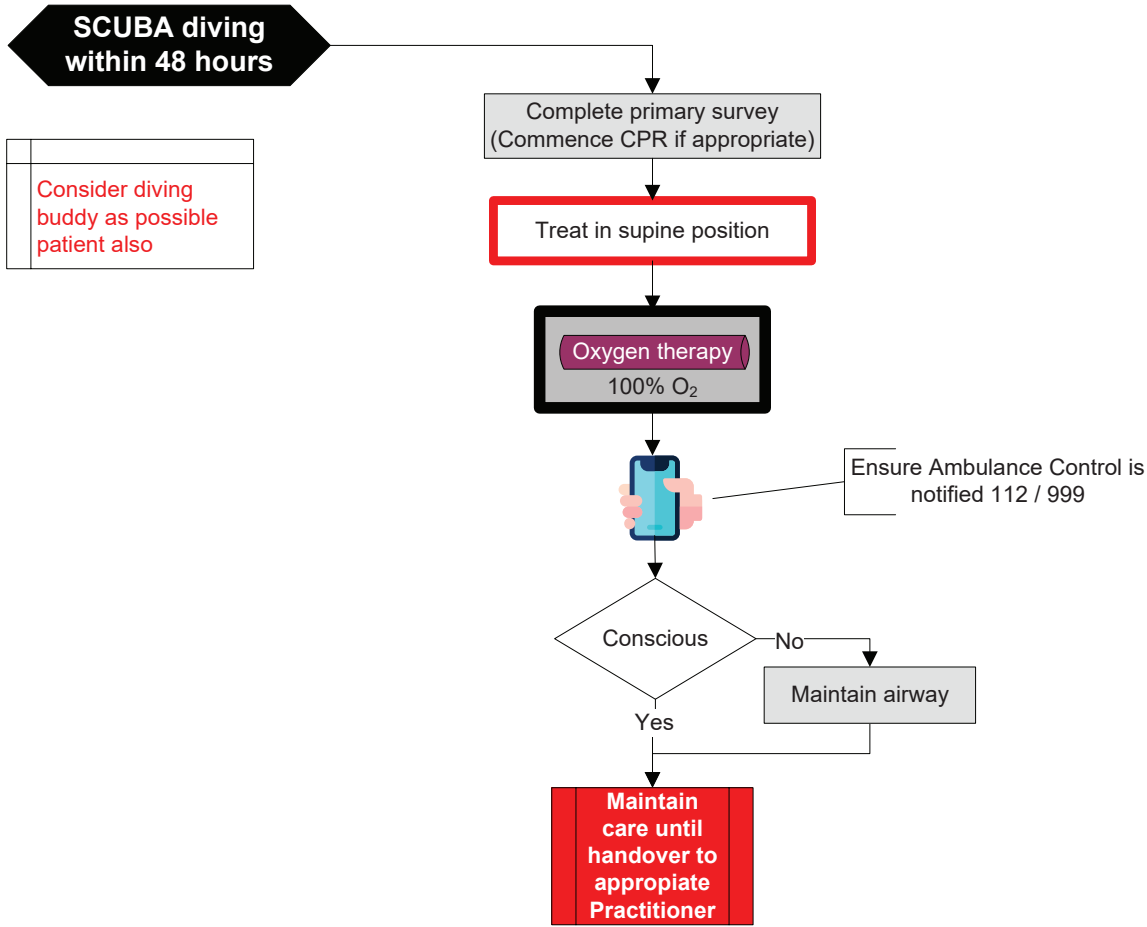 SCUBA diving
within 48 hours
Complete primary survey
(Commence CPR if appropriate)
Consider diving
buddy as possible
patient also
Treat in supine position
Oxygen therapy
100% O₂
Ensure Ambulance Control is
notified 112 / 999
Conscious
No
Maintain airway
Yes
Maintain
care until
handover to
appropiate
Practitioner